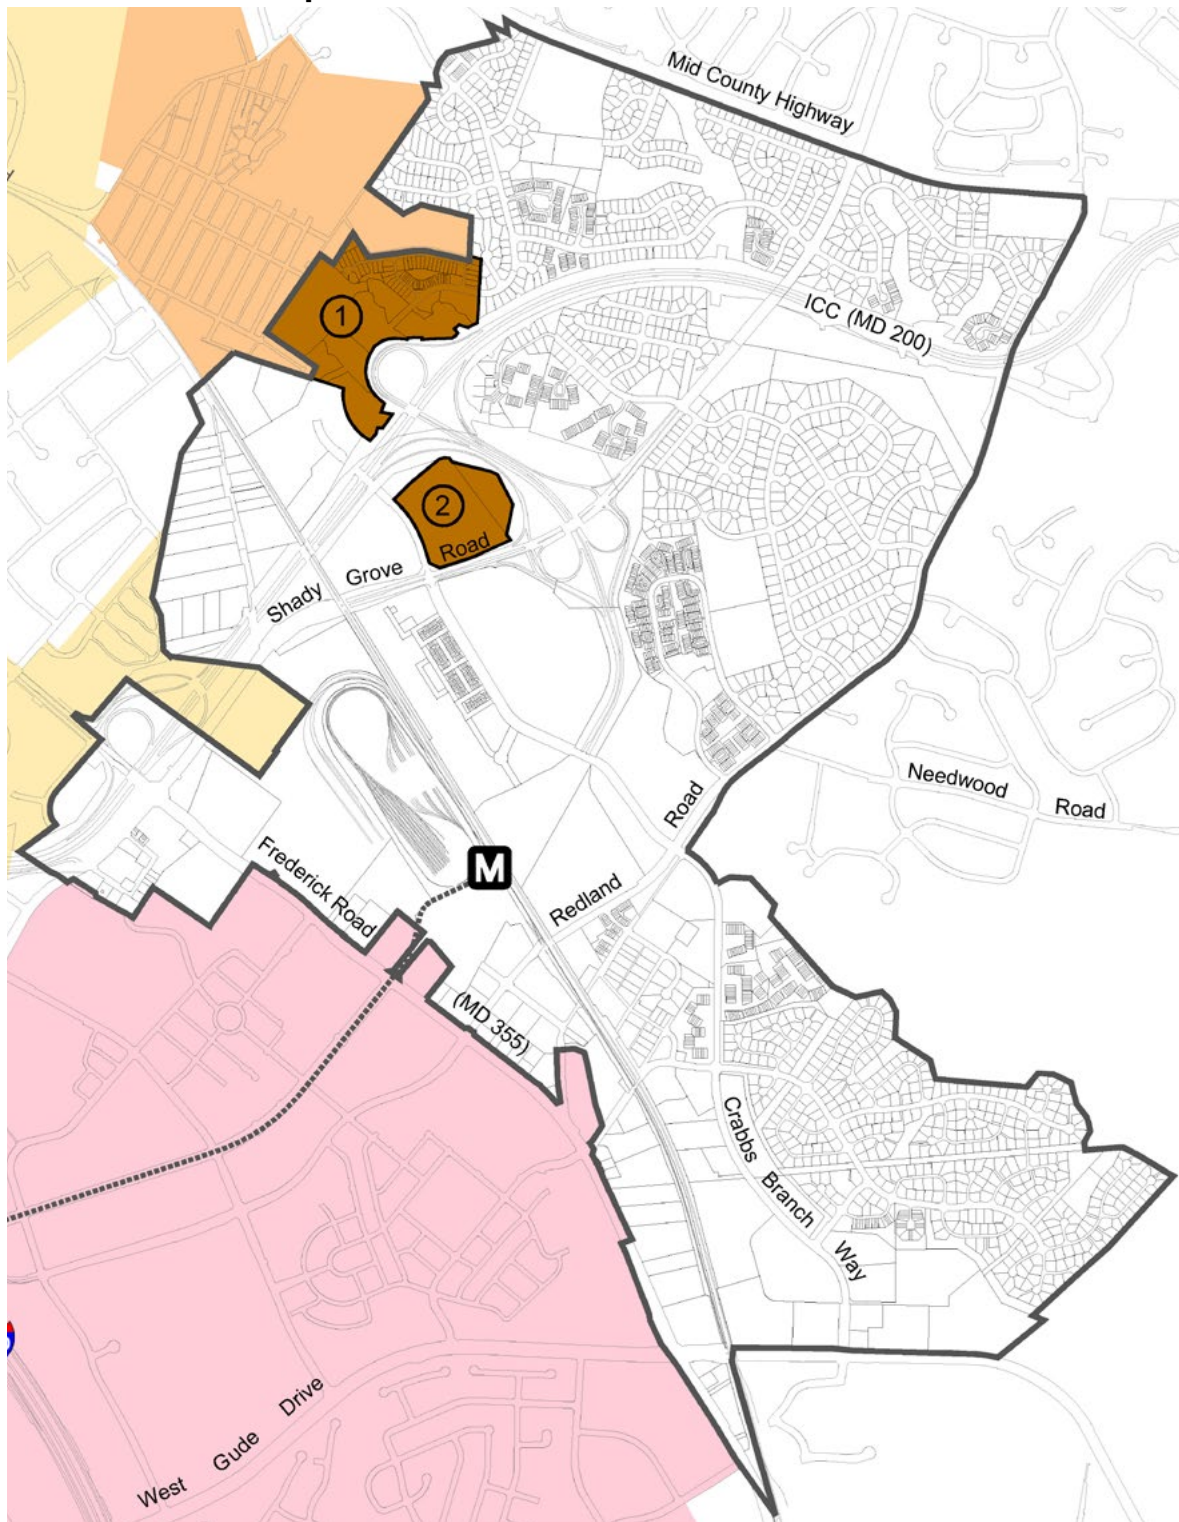 Mid County Highway
1
ICC (MD 200)
2
Shady Grove Road
Needwood Road
Frederick Road
M
Redland Road
(MD 355)
Crabbs Branch Way
West Gude Drive